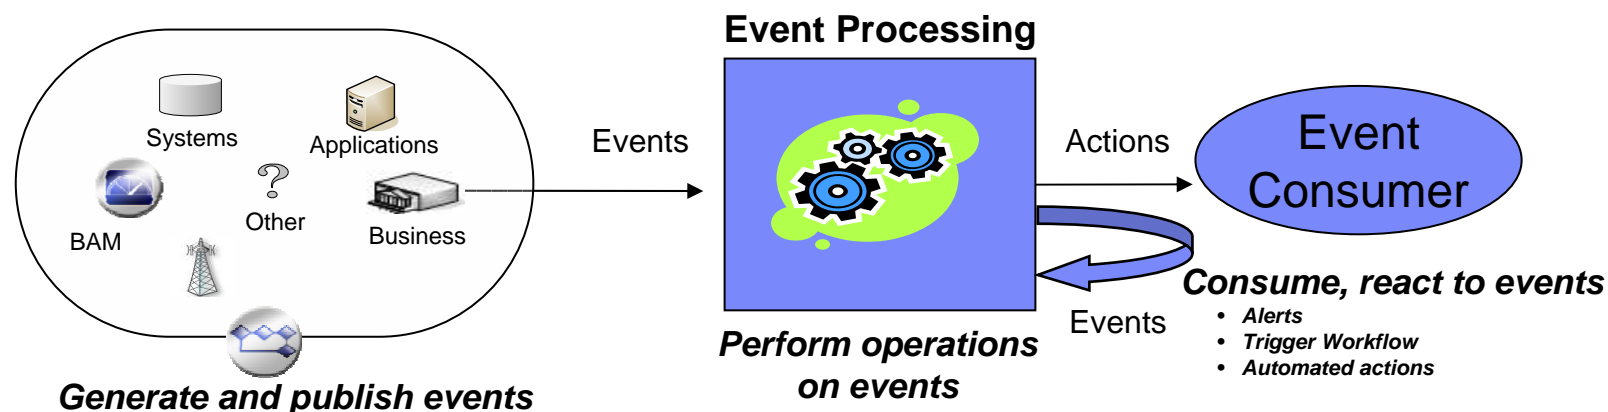 Event Processing
Systems
Applications
BAM
?
Other
Business
Generate and publish events
Events
Perform operations
on events
Actions
Events
Event
Consumer
Consume, react to events
• Alerts
• Trigger Workflow
• Automated actions